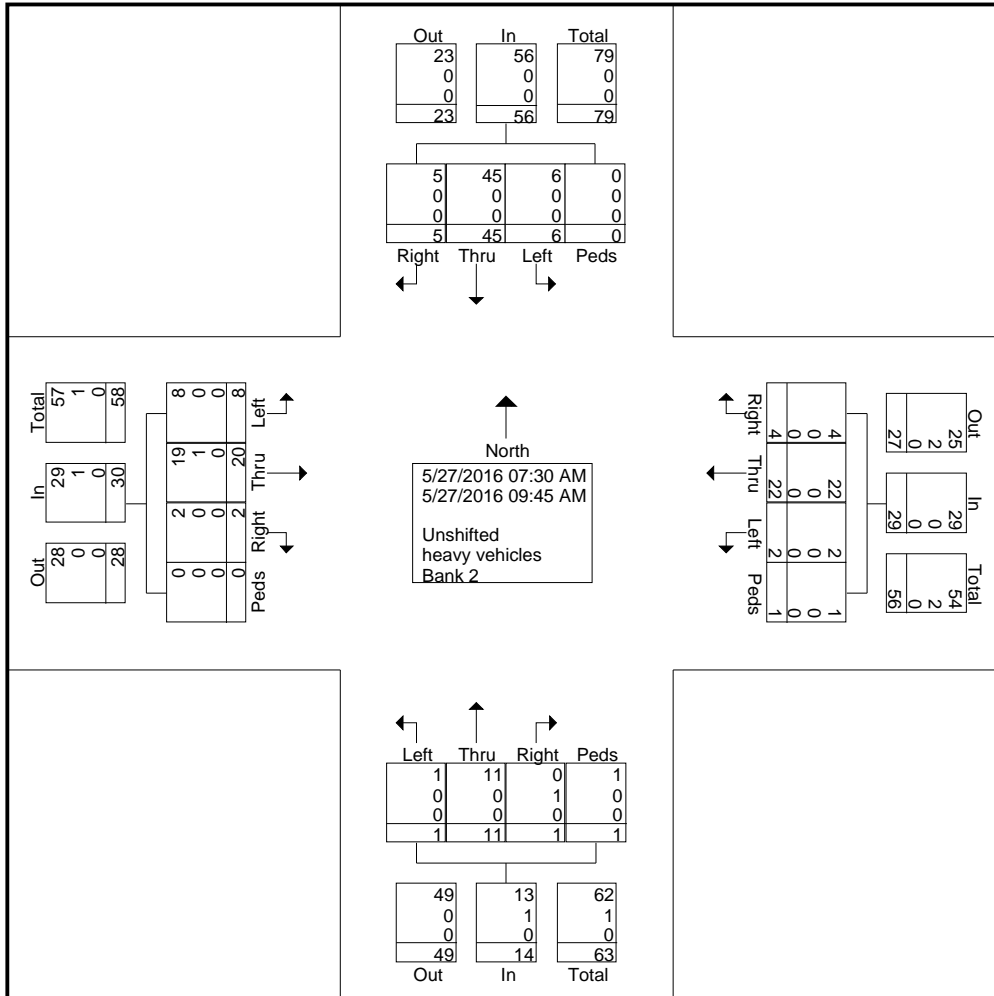 Out In Total
23 56 79
0 0 0
0 0 0
23 56 79
5 45 6 0
0 0 0 0
0 0 0 0
5 45 6 0
Right Thru Left Peds
Total
57
1
0
58
In
29
1
0
30
Out
28
0
0
28
Left
8
0
0
8
Thru
19
1
0
20
Right
2
0
0
2
Peds
0
0
0
0
North
5/27/2016 07:30 AM
5/27/2016 09:45 AM
Unshifted
heavy vehicles
Bank 2
Right
4
0
0
4
Thru
22
0
0
22
Left
2
0
0
2
Peds
1
0
0
1
Out
25
2
0
27
In
29
0
0
29
Total
54
2
0
56
Left Thru Right Peds
1 11 0 1
0 0 1 0
0 0 0 0
1 11 1 1
49 13 62
0 1 1
0 0 0
49 14 63
Out In Total